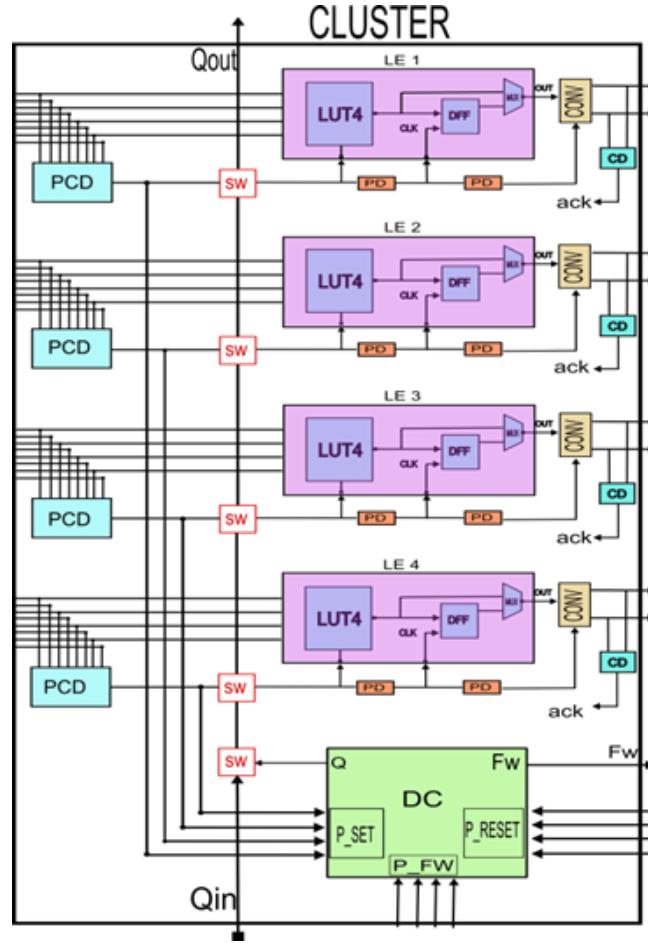 CLUSTER
Qout
LE 1
LUT4
CLK
DFF
MUX
OUT
CONV
PCD
SW
PD
PD
CD
ack
LE 2
LUT4
CLK
DFF
MUX
OUT
CONV
PCD
SW
PD
PD
CD
ack
LE 3
LUT4
CLK
DFF
MUX
OUT
CONV
PCD
SW
PD
PD
CD
ack
LE 4
LUT4
CLK
DFF
MUX
OUT
CONV
PCD
SW
PD
PD
CD
ack
SW
Q
Fw
Fw
DC
P_SET
P_RESET
P_FW
Qin